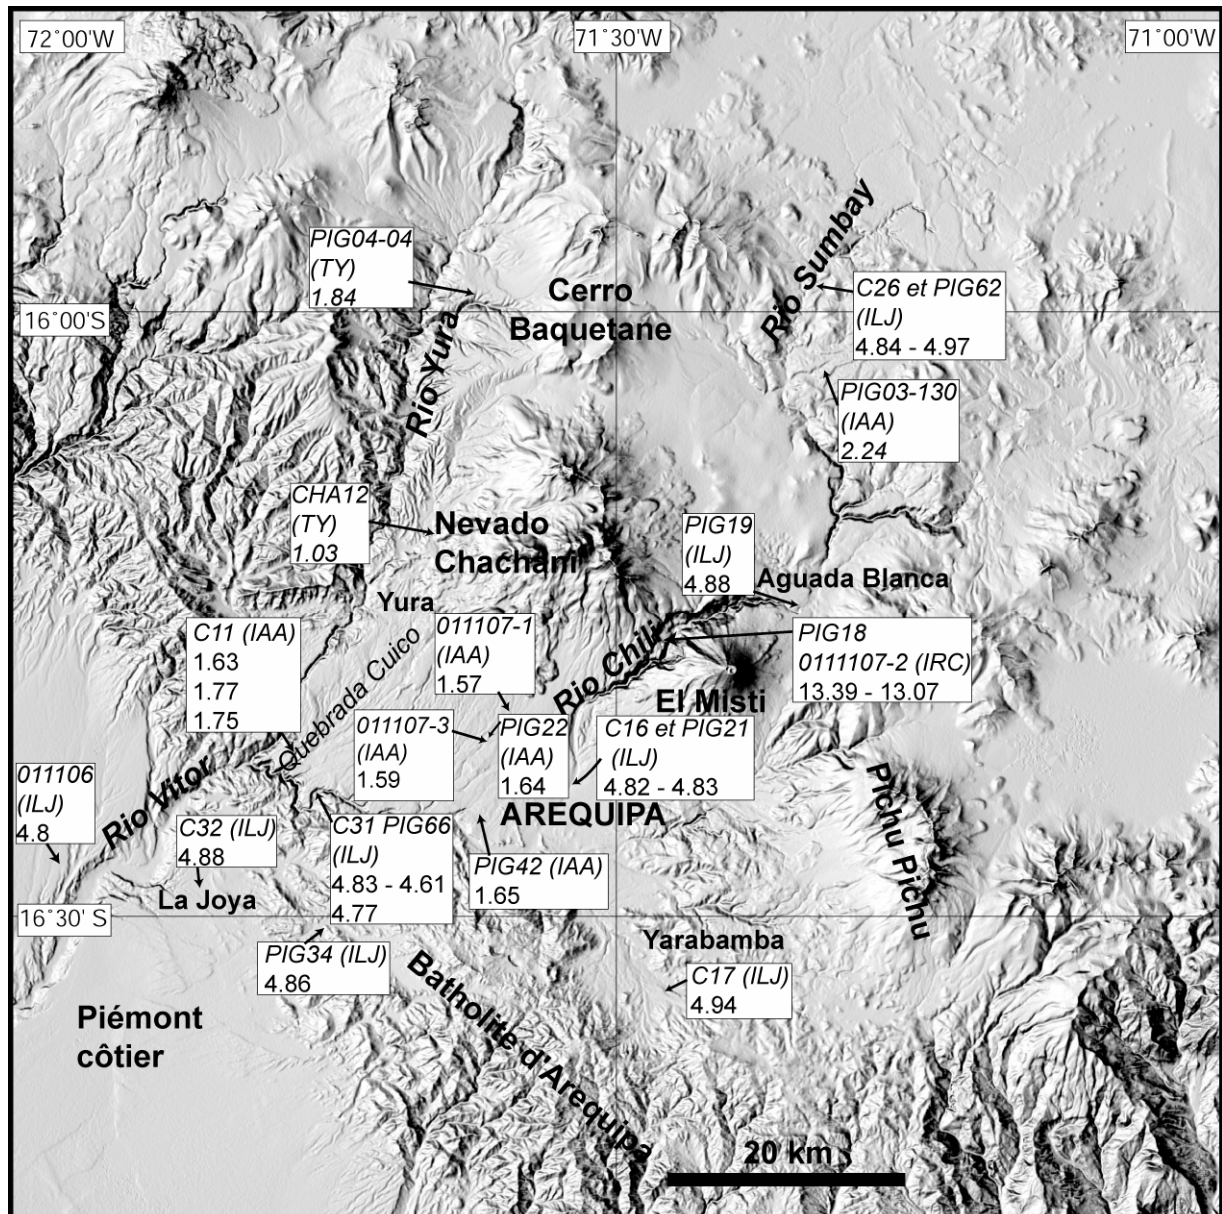 72°00'W
71°30'W
71°00'W
Rio Sumbay
PIG04-04
(TY)
1.84
Cerro
Baquetane
C26 et PIG62
(ILJ)
4.84 - 4.97
16°00'S
Rio Yura
PIG03-130
(IAA)
2.24
CHA12
(TY)
1.03
Nevado
Chachani
PIG19
(ILJ)
4.88
Aguada Blanca
Yura
011107-1
(IAA)
1.57
C11 (IAA)
1.63
1.77
1.75
Quebrada Cuico
Rio Chili
PIG18
0111107-2 (IRC)
13.39 - 13.07
El Misti
011107-3
(IAA)
1.59
PIG22
(IAA)
1.64
C16 et PIG21
(ILJ)
4.82 - 4.83
Pichu Pichu
011106
(ILJ)
4.8
Rio Vitor
AREQUIPA
C32 (ILJ)
4.88
C31 PIG66
(ILJ)
4.83 - 4.61
4.77
PIG42 (IAA)
1.65
La Joya
16°30' S
Yarabamba
PIG34 (ILJ)
4.86
C17 (ILJ)
4.94
Batholite d'Arequipa
Piémont
côtier
20 km